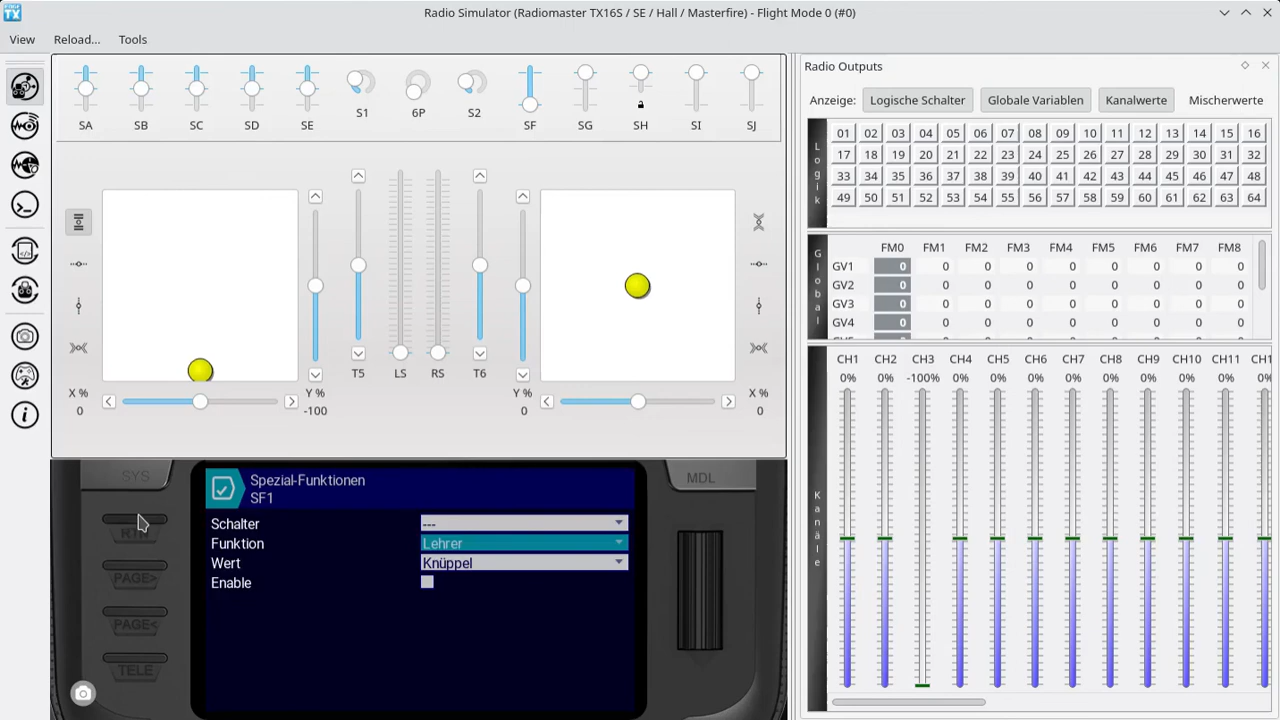 Radio Simulator (Radiomaster TX16S / SE / Hall / Masterfire) - Flight Mode 0 (#0)
View Reload... Tools
SA SB SC SD SE S1 6P S2 SF SG SH SI SJ
X %
0
Y %
-100
T5 LS RS T6
Y %
0
X %
0
SYS
MDL
RTN
PAGE>
PAGE<
TELE
Spezial-Funktionen
SF1
Schalter ---
Funktion Lehrer
Wert Knüppel
Enable
Radio Outputs
Anzeige: Logische Schalter Globale Variablen Kanalwerte Mischerwerte
Logik
01 02 03 04 05 06 07 08 09 10 11 12 13 14 15 16
17 18 19 20 21 22 23 24 25 26 27 28 29 30 31 32
33 34 35 36 37 38 39 40 41 42 43 44 45 46 47 48
49 50 51 52 53 54 55 56 57 58 59 60 61 62 63 64
Global
FM0 FM1 FM2 FM3 FM4 FM5 FM6 FM7 FM8
GV1 0 0 0 0 0 0 0 0 0
GV2 0 0 0 0 0 0 0 0 0
GV3 0 0 0 0 0 0 0 0 0
GV4 0 0 0 0 0 0 0 0 0
Kanäle
CH1 CH2 CH3 CH4 CH5 CH6 CH7 CH8 CH9 CH10 CH11 CH1
0% 0% -100% 0% 0% 0% 0% 0% 0% 0% 0% 0%